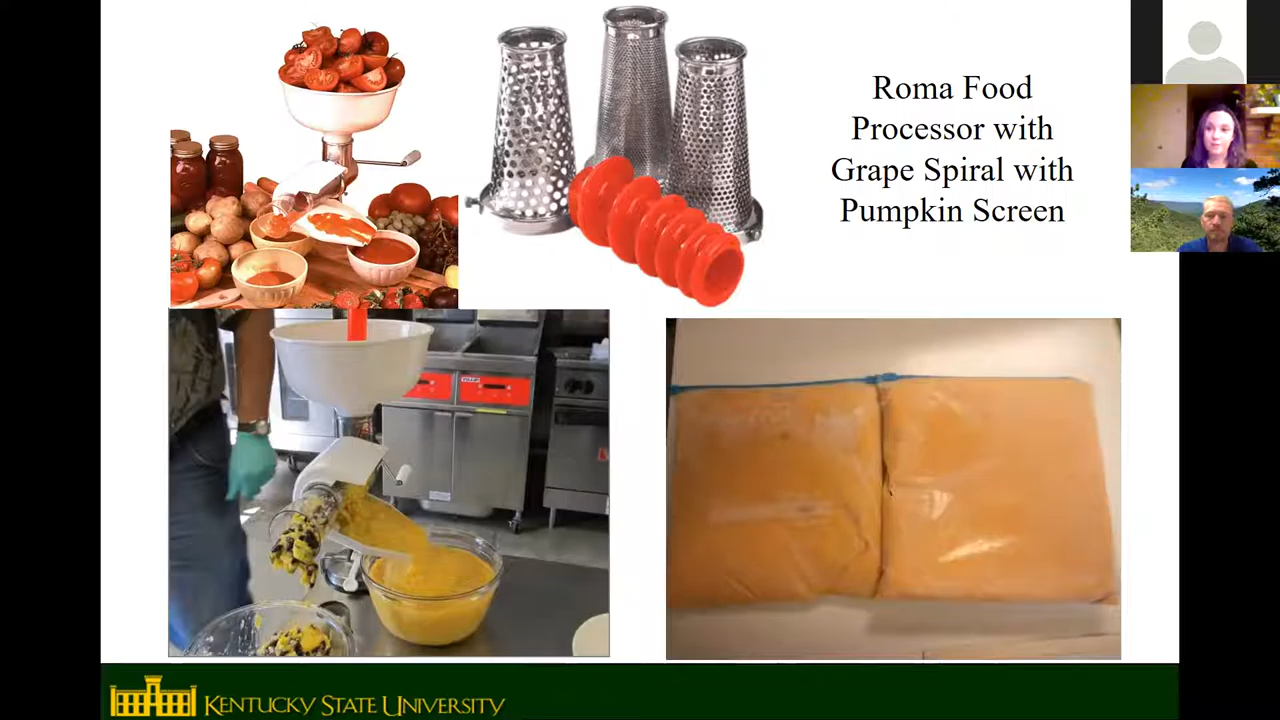 Roma Food
Processor with
Grape Spiral with
Pumpkin Screen
KENTUCKY STATE UNIVERSITY